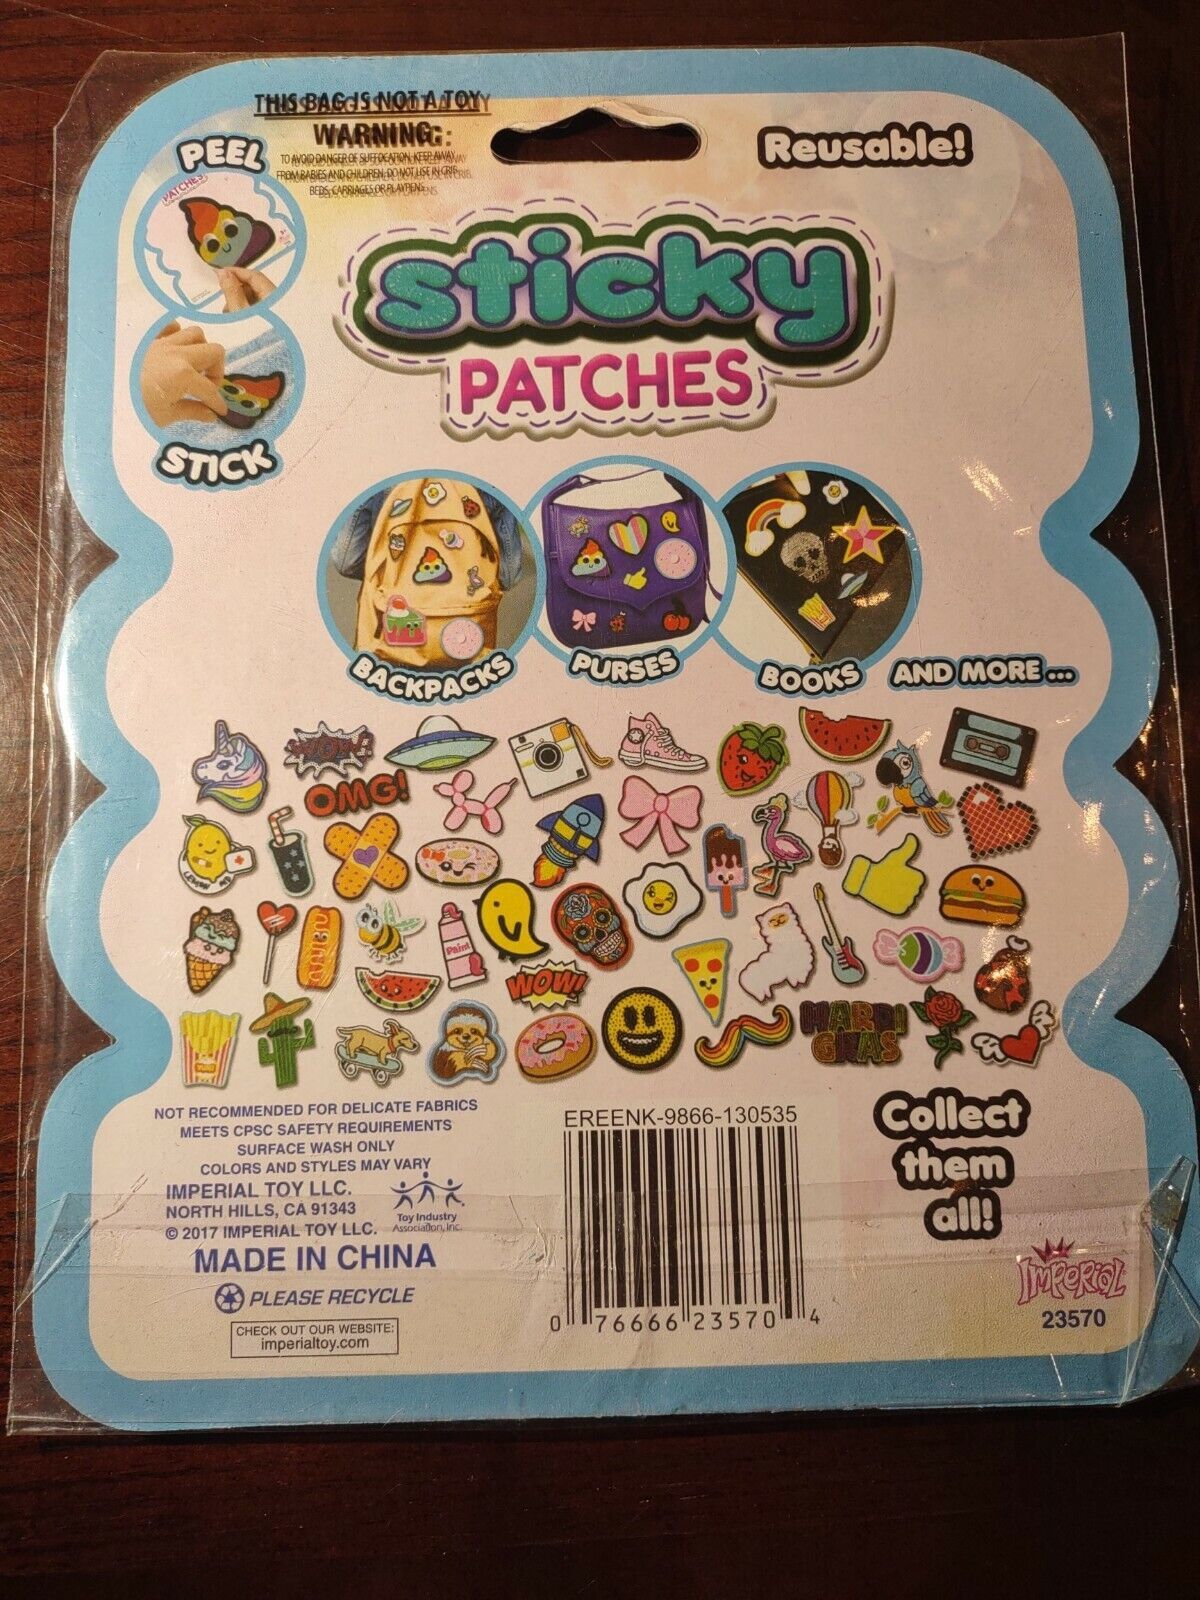 THIS BAG IS NOT A TOY
WARNING:
TO AVOID DANGER OF SUFFOCATION, KEEP AWAY
FROM BABIES AND CHILDREN. DO NOT USE IN CRIB,
BEDS, CARRIAGES OR PLAYPENS.
PEEL
PATCHES
Reusable!
sticky
PATCHES
STICK
BACKPACKS
PURSES
BOOKS
AND MORE...
WOW!
OMG!
LEMON AID
Paint
WOW!
MARDI
GRAS
NOT RECOMMENDED FOR DELICATE FABRICS
MEETS CPSC SAFETY REQUIREMENTS
SURFACE WASH ONLY
COLORS AND STYLES MAY VARY
IMPERIAL TOY LLC.
NORTH HILLS, CA 91343
© 2017 IMPERIAL TOY LLC.
Toy Industry
Association, Inc.
MADE IN CHINA
PLEASE RECYCLE
CHECK OUT OUR WEBSITE:
imperialtoy.com
EREENK-9866-130535
0 76666 23570 4
Collect
them
all!
IMPERIAL
23570